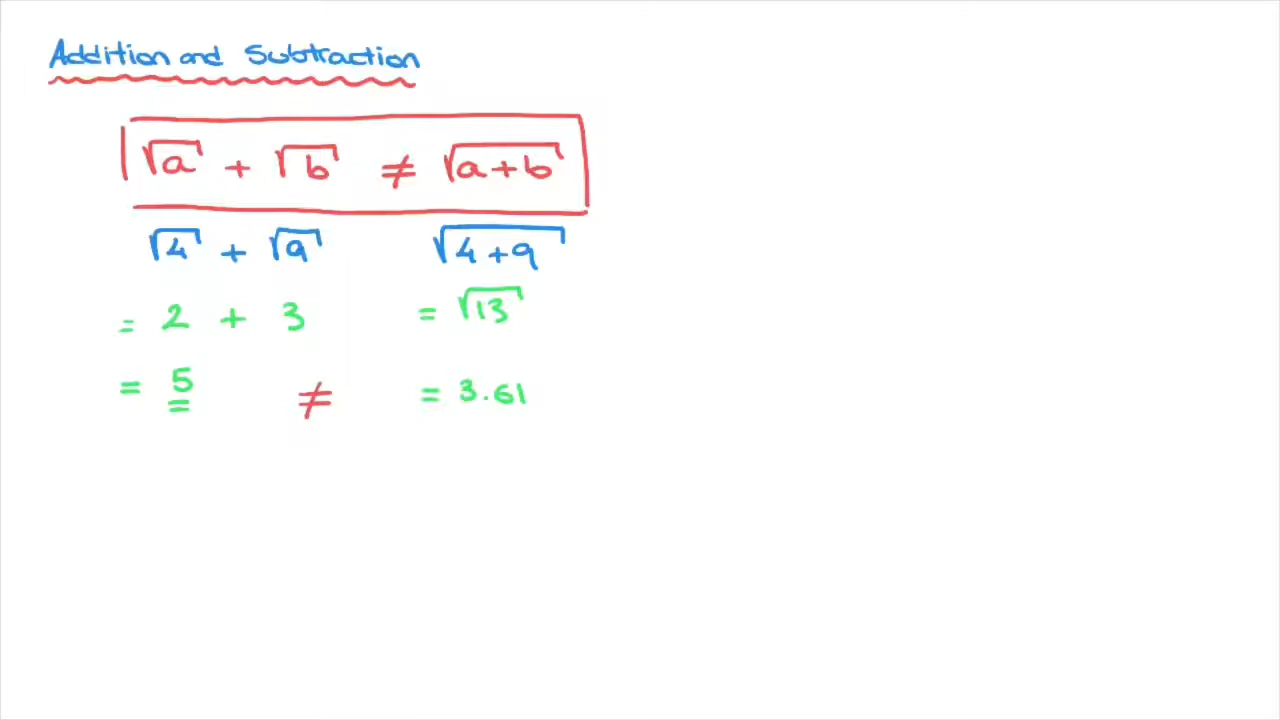 Addition and Subtraction
√a + √b ≠ √a+b
√4 + √9 √4+9
= 2 + 3 = √13
= 5 ≠ = 3.61